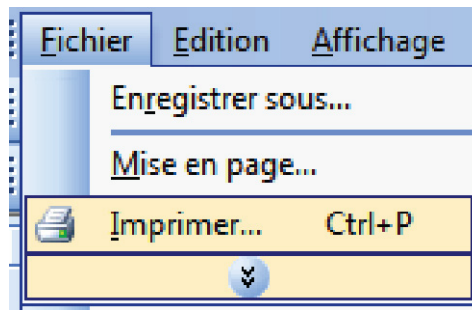 Fichier Edition Affichage
Enregistrer sous...
Mise en page...
Imprimer... Ctrl+P